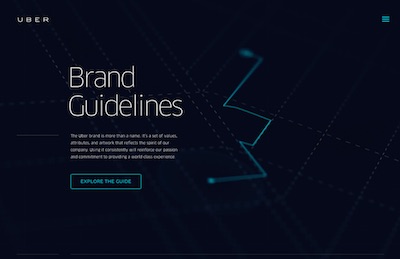 UBER
Brand
Guidelines
The Uber brand is more than a name. It's a set of values,
attributes, and artwork that reflects the spirit of our
company. Using it consistently will reinforce our passion
and commitment to providing a world-class experience
EXPLORE THE GUIDE